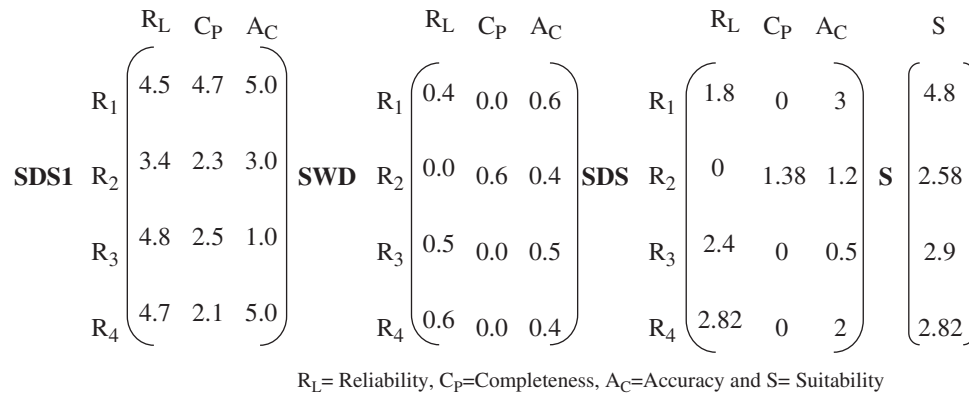 R_L C_P A_C R_L C_P A_C R_L C_P A_C S
R_1 4.5 4.7 5.0 R_1 0.4 0.0 0.6 R_1 1.8 0 3 4.8
SDS1 R_2 3.4 2.3 3.0 SWD R_2 0.0 0.6 0.4 SDS R_2 0 1.38 1.2 S 2.58
R_3 4.8 2.5 1.0 R_3 0.5 0.0 0.5 R_3 2.4 0 0.5 2.9
R_4 4.7 2.1 5.0 R_4 0.6 0.0 0.4 R_4 2.82 0 2 2.82
R_L= Reliability, C_P=Completeness, A_C=Accuracy and S= Suitability